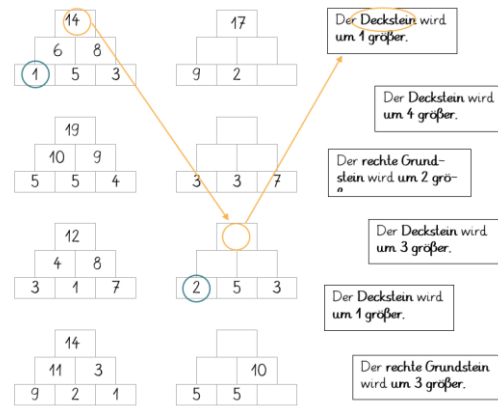 14
6 8
1 5 3
17
9 2
Der Deckstein wird
um 1 größer.
Der Deckstein wird
um 4 größer.
19
10 9
5 5 4
3 3 7
Der rechte Grund-
stein wird um 2 grö-
12
4 8
3 1 7
2 5 3
Der Deckstein wird
um 3 größer.
Der Deckstein wird
um 1 größer.
14
11 3
9 2 1
10
5 5
Der rechte Grundstein
wird um 3 größer.